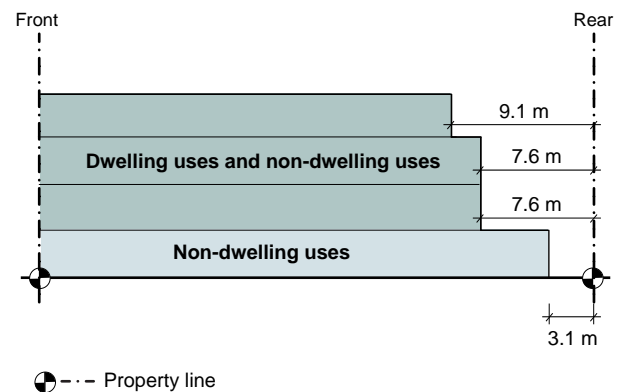 Front Rear
9.1 m
Dwelling uses and non-dwelling uses 7.6 m
7.6 m
Non-dwelling uses
3.1 m
Property line